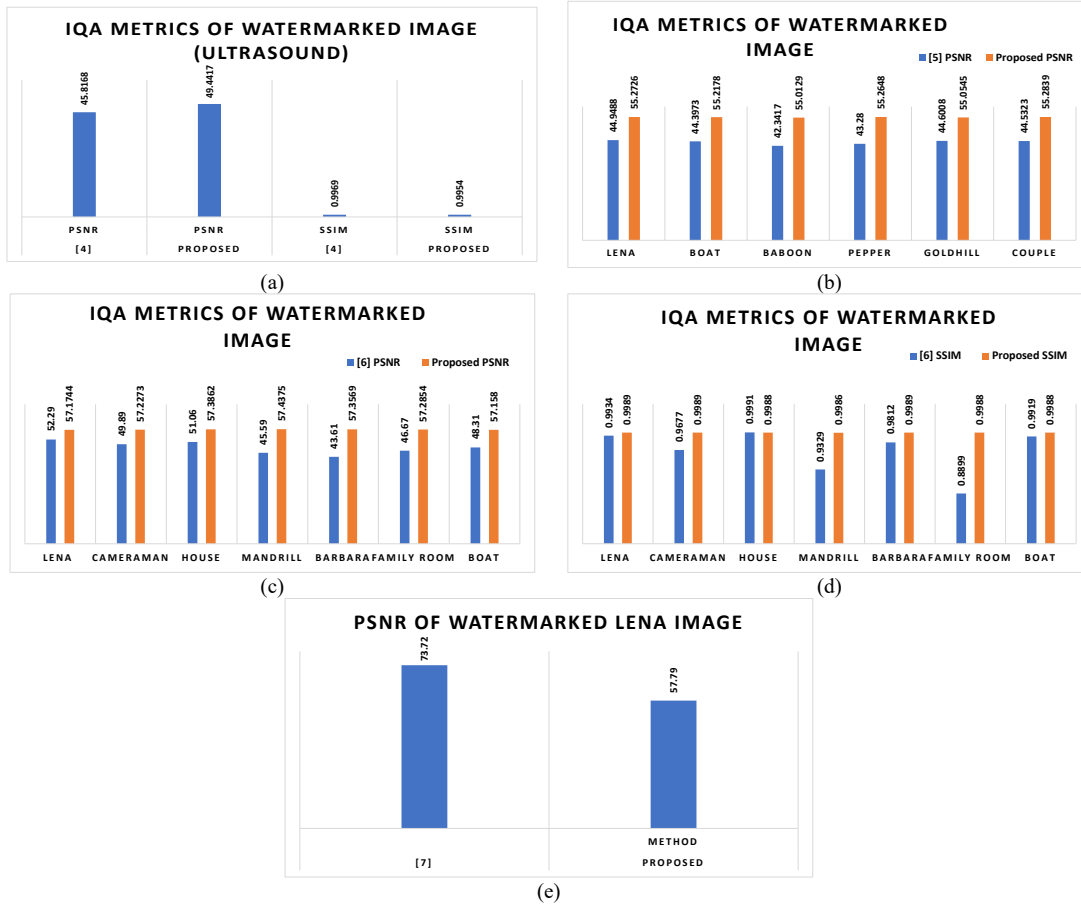 IQA METRICS OF WATERMARKED IMAGE
(ULTRASOUND)
45.8168
49.4417
0.9969
0.9954
PSNR PSNR SSIM SSIM
[4] PROPOSED [4] PROPOSED
(a)
IQA METRICS OF WATERMARKED
IMAGE
[5] PSNR Proposed PSNR
44.9488 55.2726 44.3973 55.2178 42.3417 55.0129 43.28 55.2648 44.6008 55.0545 44.5323 55.2839
LENA BOAT BABOON PEPPER GOLDHILL COUPLE
(b)
IQA METRICS OF WATERMARKED
IMAGE
[6] PSNR Proposed PSNR
52.29 57.1744 49.89 57.2273 51.06 57.3862 45.59 57.4375 43.61 57.3569 46.67 57.2854 48.31 57.158
LENA CAMERAMAN HOUSE MANDRILL BARBARA FAMILY ROOM BOAT
(c)
IQA METRICS OF WATERMARKED
IMAGE
[6] SSIM Proposed SSIM
0.9934 0.9989 0.9677 0.9989 0.9991 0.9988 0.9329 0.9986 0.9812 0.9989 0.8899 0.9988 0.9919 0.9988
LENA CAMERAMAN HOUSE MANDRILL BARBARA FAMILY ROOM BOAT
(d)
PSNR OF WATERMARKED LENA IMAGE
73.72
57.79
METHOD
[7] PROPOSED
(e)